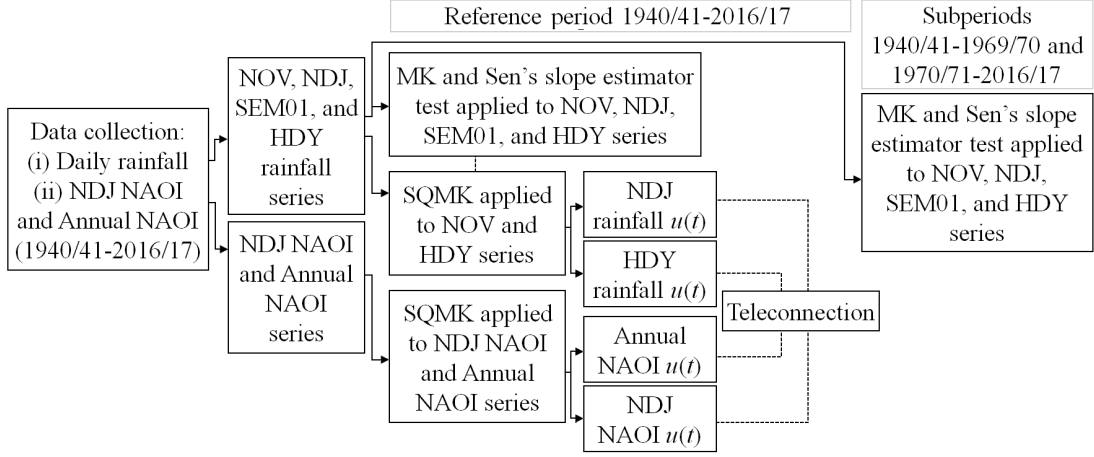 Reference period 1940/41-2016/17
Subperiods
1940/41-1969/70 and
1970/71-2016/17
Data collection:
(i) Daily rainfall
(ii) NDJ NAOI
and Annual NAOI
(1940/41-2016/17)
NOV, NDJ,
SEM01, and
HDY
rainfall
series
NDJ NAOI
and Annual
NAOI
series
MK and Sen’s slope estimator
test applied to NOV, NDJ,
SEM01, and HDY series
SQMK applied
to NOV and
HDY series
SQMK applied
to NDJ NAOI
and Annual
NAOI series
NDJ
rainfall u(t)
HDY
rainfall u(t)
Annual
NAOI u(t)
NDJ
NAOI u(t)
Teleconnection
MK and Sen’s slope
estimator test applied
to NOV, NDJ,
SEM01, and HDY
series